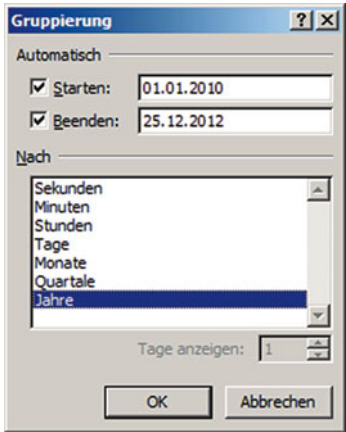 Gruppierung
Automatisch
Starten: 01.01.2010
Beenden: 25.12.2012
Nach
Sekunden
Minuten
Stunden
Tage
Monate
Quartale
Jahre
Tage anzeigen: 1
OK Abbrechen